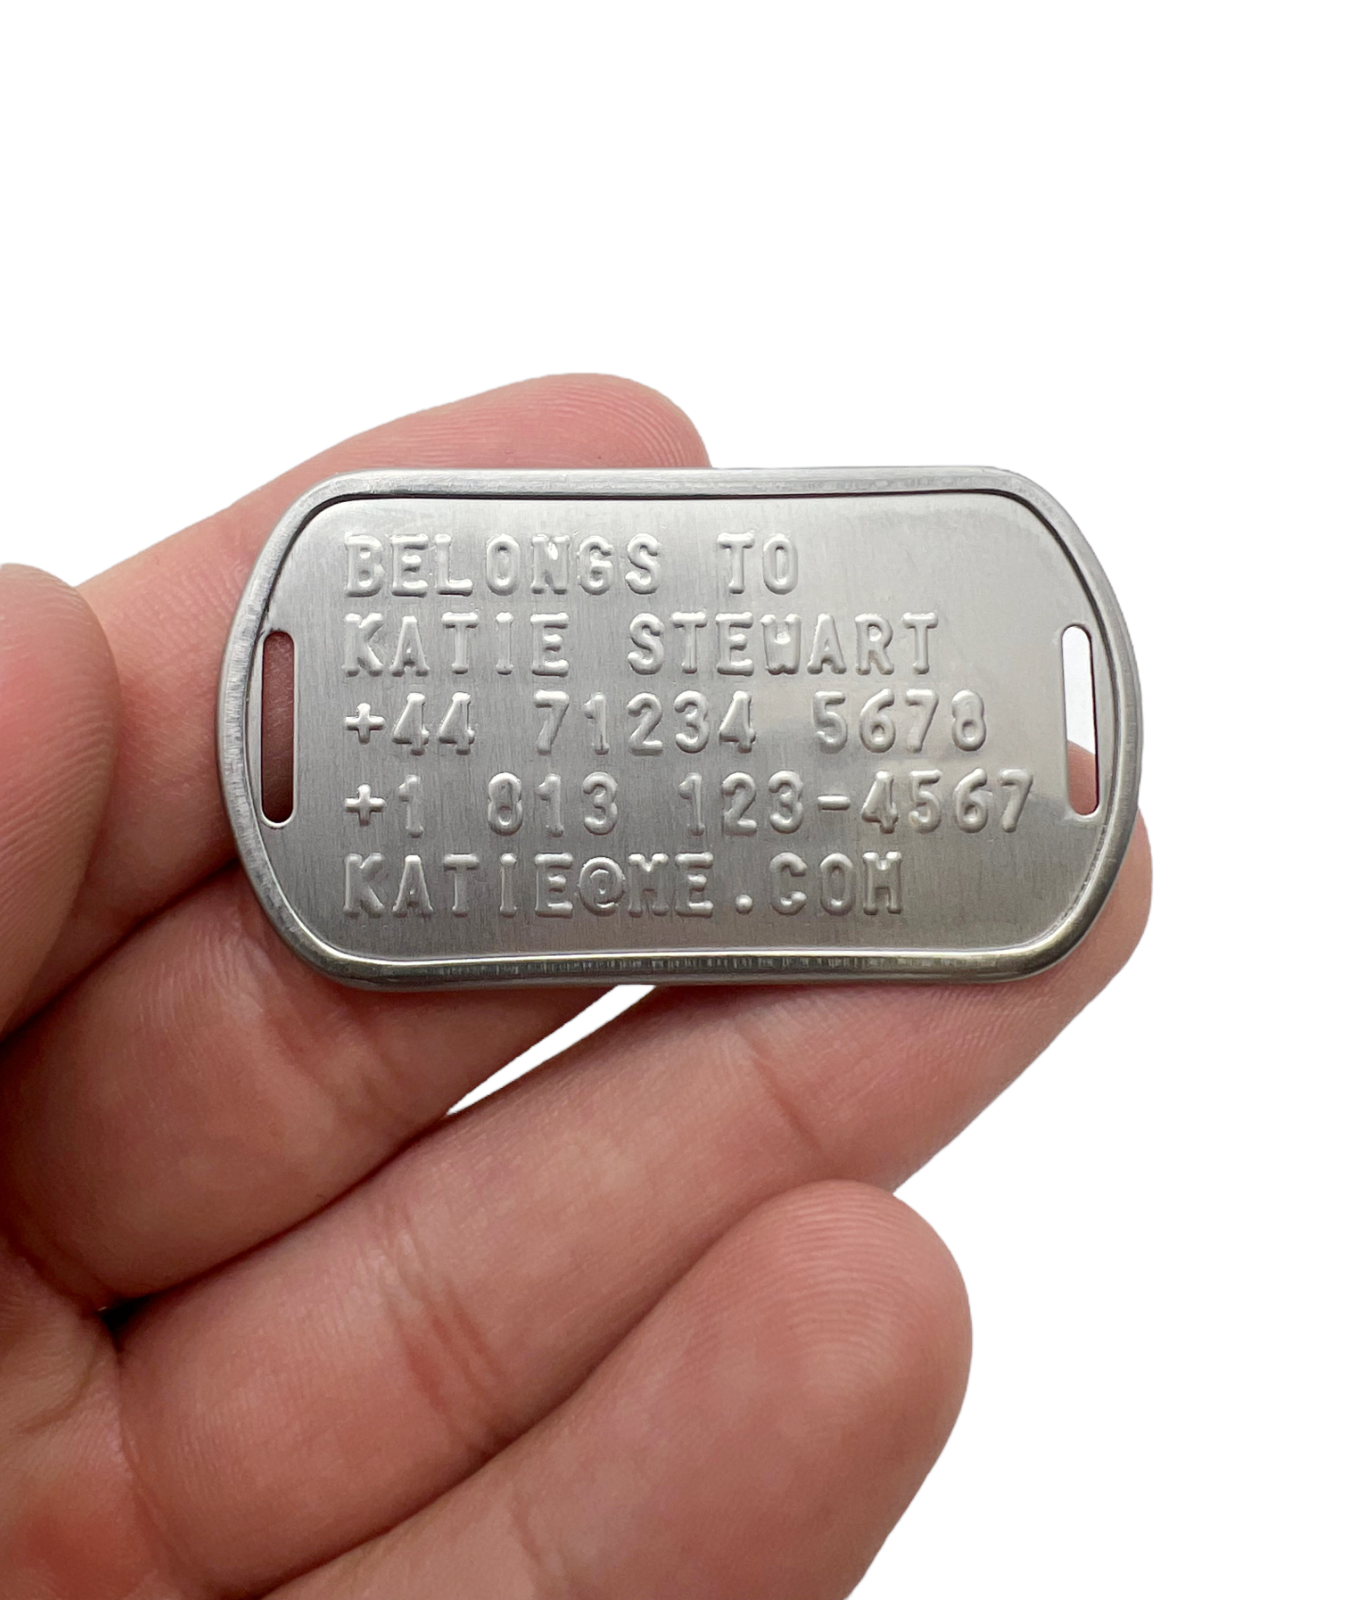 BELONGS TO
KATIE STEWART
+44 71234 5678
+1 813 123-4567
KATIE@ME.COM